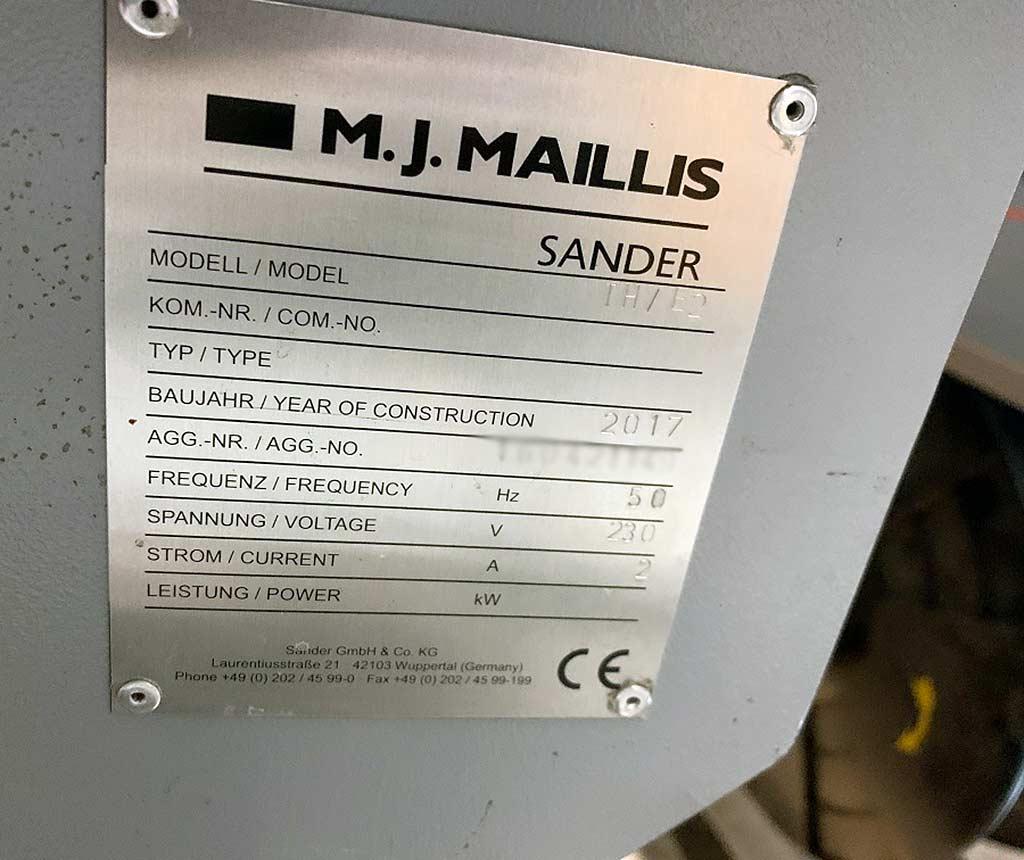 M.J. MAILLIS
SANDER
MODELL / MODEL IH/E2
KOM.-NR. / COM.-NO.
TYP / TYPE
BAUJAHR / YEAR OF CONSTRUCTION 2017
AGG.-NR. / AGG.-NO.
FREQUENZ / FREQUENCY Hz 50
SPANNUNG / VOLTAGE V 230
STROM / CURRENT A 2
LEISTUNG / POWER kW
Sander GmbH & Co. KG
Laurentiusstraße 21 42103 Wuppertal (Germany)
Phone +49 (0) 202 / 45 99-0 Fax +49 (0) 202 / 45 99-199
CE